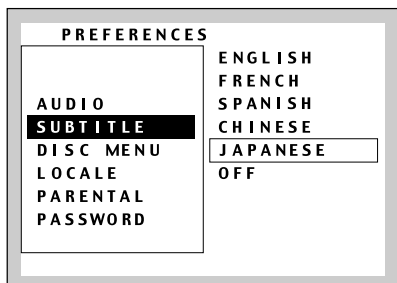 PREFERENCES
AUDIO
SUBTITLE
DISC MENU
LOCALE
PARENTAL
PASSWORD
ENGLISH
FRENCH
SPANISH
CHINESE
JAPANESE
OFF